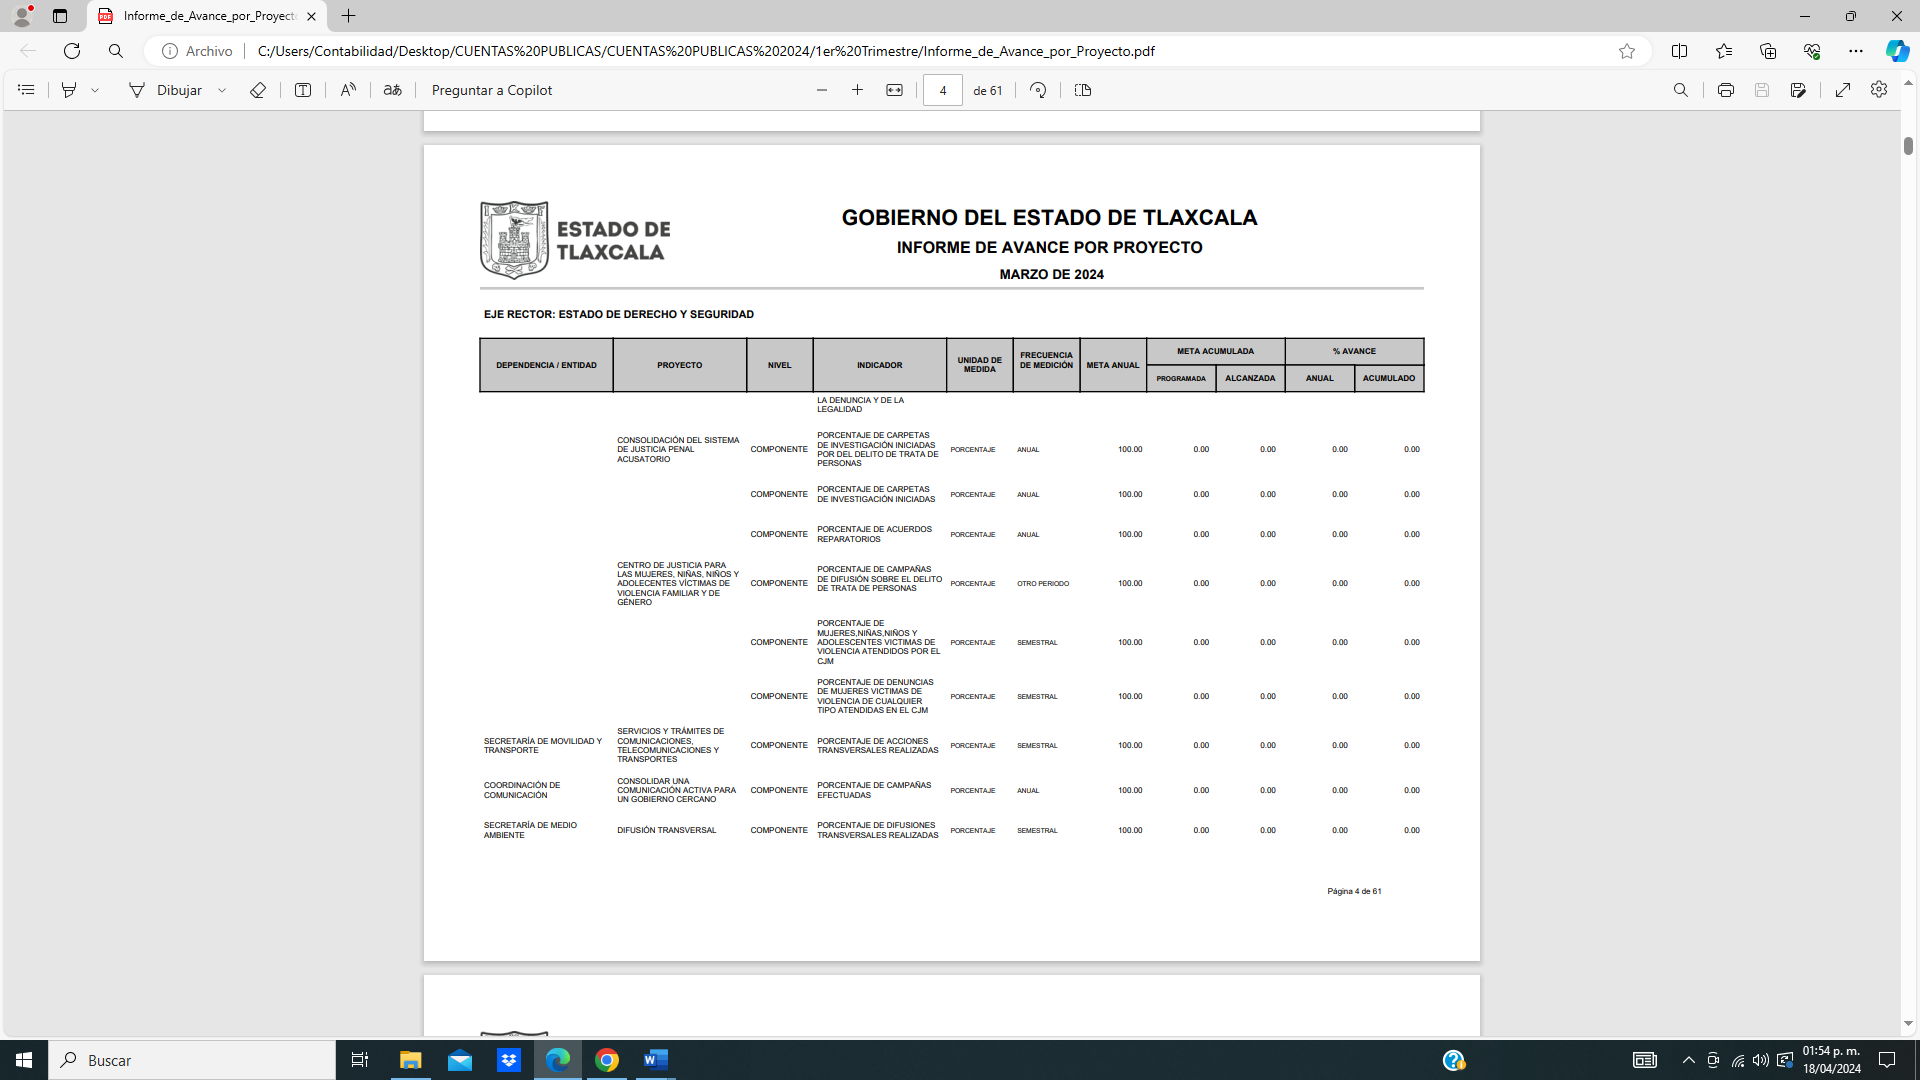 Informe_de_Avance_por_Proyecto
Archivo
C:/Users/Contabilidad/Desktop/CUENTAS%20PUBLICAS/CUENTAS%20PUBLICAS%202024/1er%20Trimestre/Informe_de_Avance_por_Proyecto.pdf
Dibujar
aあ
Preguntar a Copilot
4 de 61
ESTADO DE
TLAXCALA
GOBIERNO DEL ESTADO DE TLAXCALA
INFORME DE AVANCE POR PROYECTO
MARZO DE 2024
EJE RECTOR: ESTADO DE DERECHO Y SEGURIDAD
DEPENDENCIA / ENTIDAD
PROYECTO
NIVEL
INDICADOR
UNIDAD DE
MEDIDA
FRECUENCIA
DE MEDICIÓN
META ANUAL
META ACUMULADA
PROGRAMADA
ALCANZADA
% AVANCE
ANUAL
ACUMULADO
LA DENUNCIA Y DE LA
LEGALIDAD
CONSOLIDACIÓN DEL SISTEMA
DE JUSTICIA PENAL
ACUSATORIO
COMPONENTE
PORCENTAJE DE CARPETAS
DE INVESTIGACIÓN INICIADAS
POR DEL DELITO DE TRATA DE
PERSONAS
PORCENTAJE
ANUAL
100.00 0.00 0.00 0.00 0.00
COMPONENTE
PORCENTAJE DE CARPETAS
DE INVESTIGACIÓN INICIADAS
PORCENTAJE
ANUAL
100.00 0.00 0.00 0.00 0.00
COMPONENTE
PORCENTAJE DE ACUERDOS
REPARATORIOS
PORCENTAJE
ANUAL
100.00 0.00 0.00 0.00 0.00
CENTRO DE JUSTICIA PARA
LAS MUJERES, NIÑAS, NIÑOS Y
ADOLECENTES VÍCTIMAS DE
VIOLENCIA FAMILIAR Y DE
GÉNERO
COMPONENTE
PORCENTAJE DE CAMPAÑAS
DE DIFUSIÓN SOBRE EL DELITO
DE TRATA DE PERSONAS
PORCENTAJE
OTRO PERIODO
100.00 0.00 0.00 0.00 0.00
COMPONENTE
PORCENTAJE DE
MUJERES,NIÑAS,NIÑOS Y
ADOLESCENTES VICTIMAS DE
VIOLENCIA ATENDIDOS POR EL
CJM
PORCENTAJE
SEMESTRAL
100.00 0.00 0.00 0.00 0.00
COMPONENTE
PORCENTAJE DE DENUNCIAS
DE MUJERES VICTIMAS DE
VIOLENCIA DE CUALQUIER
TIPO ATENDIDAS EN EL CJM
PORCENTAJE
SEMESTRAL
100.00 0.00 0.00 0.00 0.00
SECRETARÍA DE MOVILIDAD Y
TRANSPORTE
SERVICIOS Y TRÁMITES DE
COMUNICACIONES,
TELECOMUNICACIONES Y
TRANSPORTES
COMPONENTE
PORCENTAJE DE ACCIONES
TRANSVERSALES REALIZADAS
PORCENTAJE
SEMESTRAL
100.00 0.00 0.00 0.00 0.00
COORDINACIÓN DE
COMUNICACIÓN
CONSOLIDAR UNA
COMUNICACIÓN ACTIVA PARA
UN GOBIERNO CERCANO
COMPONENTE
PORCENTAJE DE CAMPAÑAS
EFECTUADAS
PORCENTAJE
ANUAL
100.00 0.00 0.00 0.00 0.00
SECRETARÍA DE MEDIO
AMBIENTE
DIFUSIÓN TRANSVERSAL
COMPONENTE
PORCENTAJE DE DIFUSIONES
TRANSVERSALES REALIZADAS
PORCENTAJE
SEMESTRAL
100.00 0.00 0.00 0.00 0.00
Página 4 de 61
Buscar
01:54 p. m.
18/04/2024